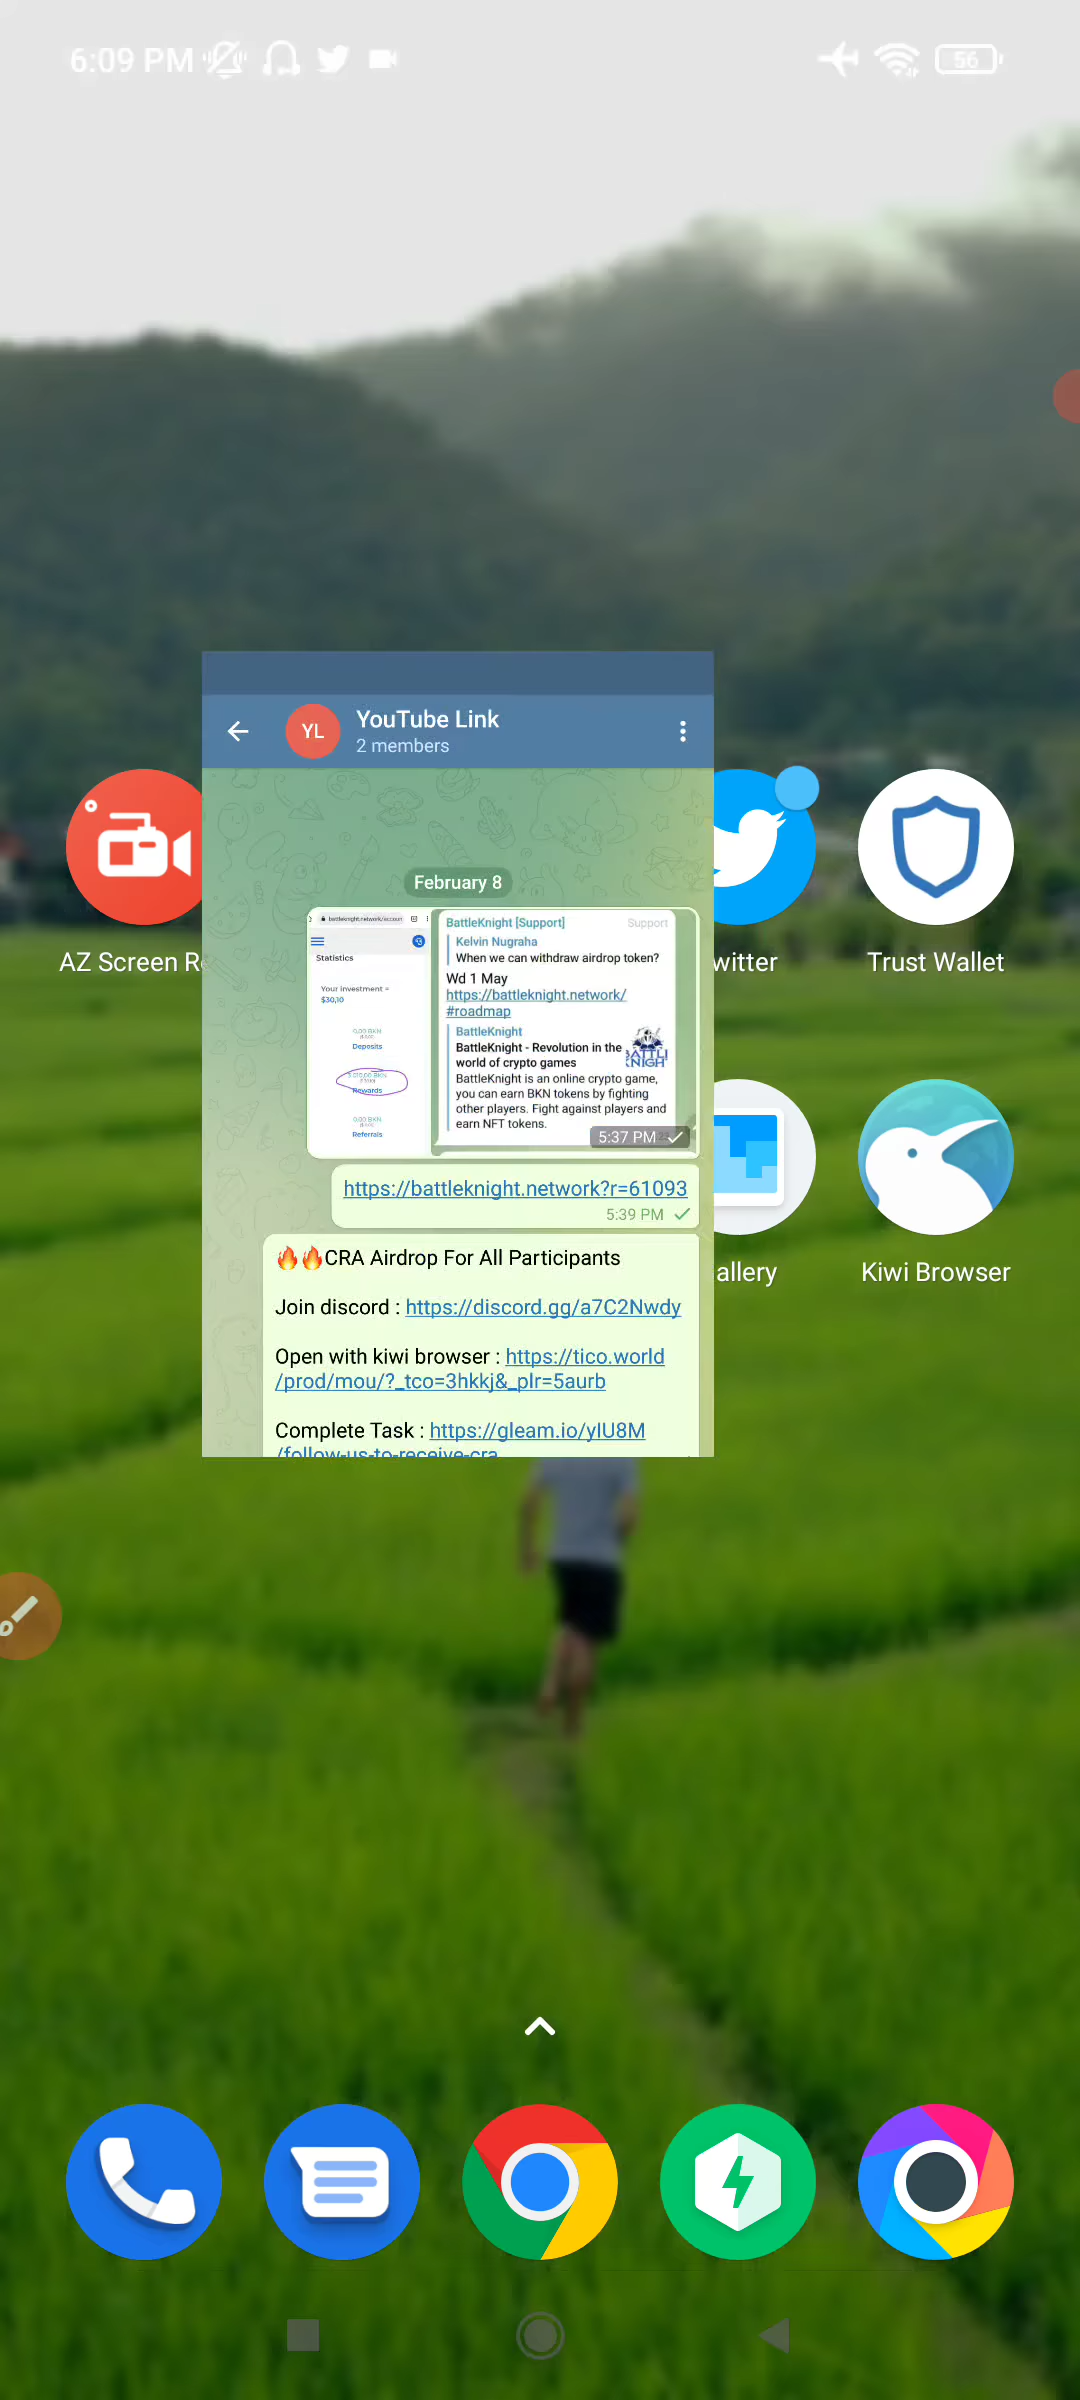 6:09 PM
56
YouTube Link
2 members
YL
February 8
battleknight.network/accoun
Statistics
Your investment =
$30,10
0.00 BKN
Deposits
Rewards
0.00 BKN
Referrals
BattleKnight [Support]
Support
Kelvin Nugraha
When we can withdraw airdrop token?
Wd 1 May
https://battleknight.network/
#roadmap
BattleKnight
BattleKnight - Revolution in the
world of crypto games
BattleKnight is an online crypto game,
you can earn BKN tokens by fighting
other players. Fight against players and
earn NFT tokens.
5:37 PM
https://battleknight.network?r=61093
5:39 PM
🔥🔥CRA Airdrop For All Participants
Join discord : https://discord.gg/a7C2Nwdy
Open with kiwi browser : https://tico.world
/prod/mou/?_tco=3hkkj&_plr=5aurb
Complete Task : https://gleam.io/yIU8M
/follow-us-to-receive-cra
AZ Screen Re
witter
Trust Wallet
allery
Kiwi Browser